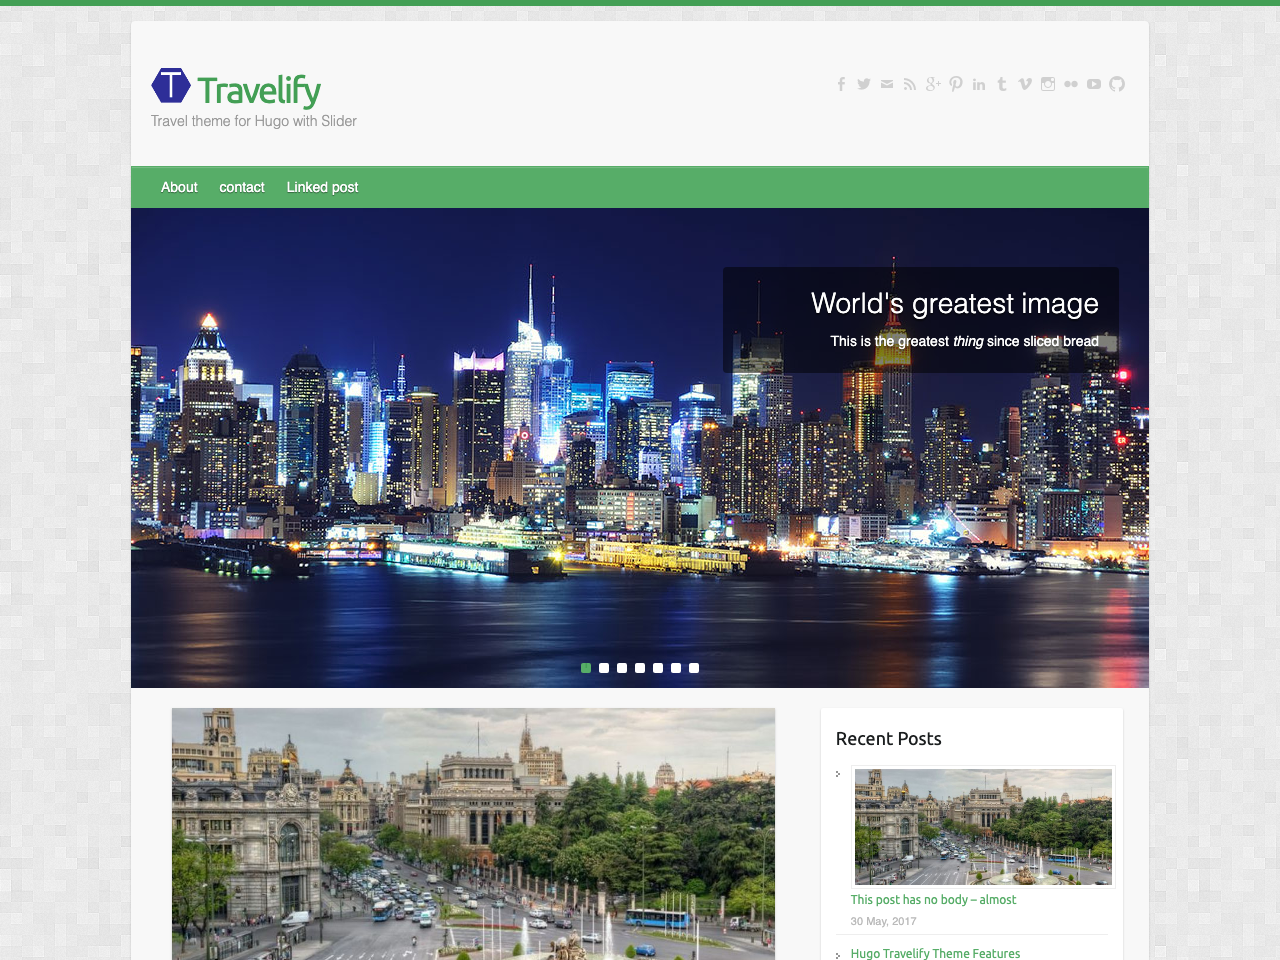 T Travelify
Travel theme for Hugo with Slider
About contact Linked post
World's greatest image
This is the greatest thing since sliced bread
Recent Posts
This post has no body – almost
30 May, 2017
Hugo Travelify Theme Features